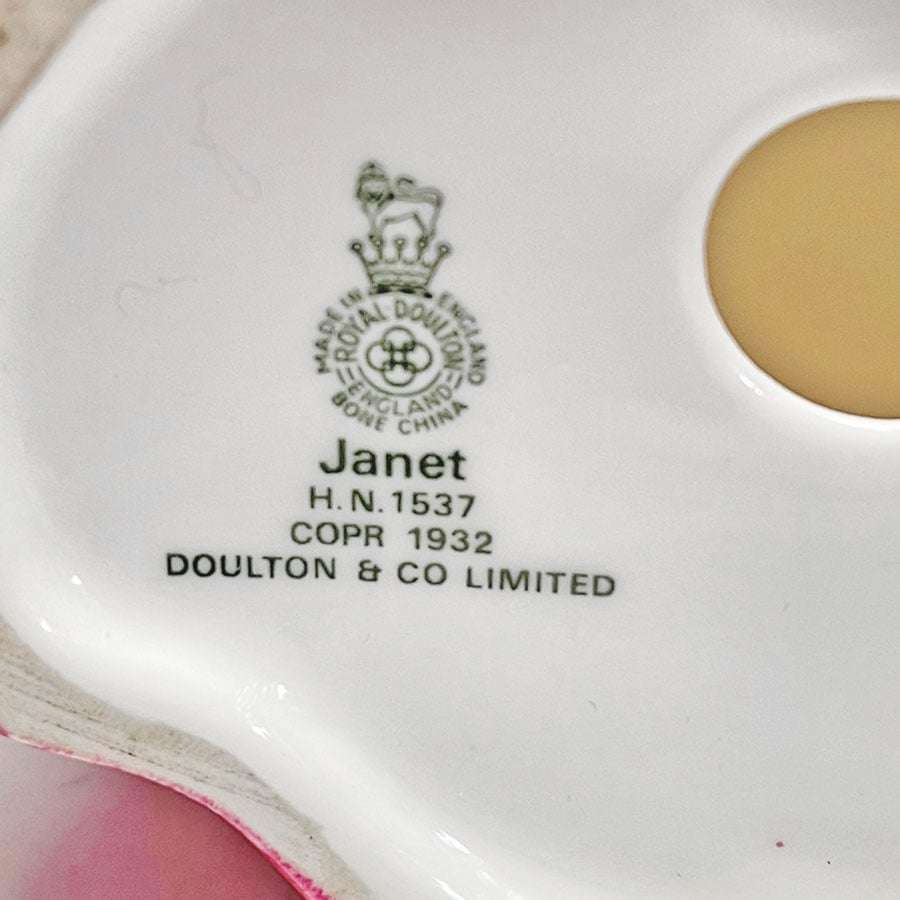 MADE IN ENGLAND
ROYAL DOULTON
ENGLAND
BONE CHINA
Janet
H.N.1537
COPR 1932
DOULTON & CO LIMITED